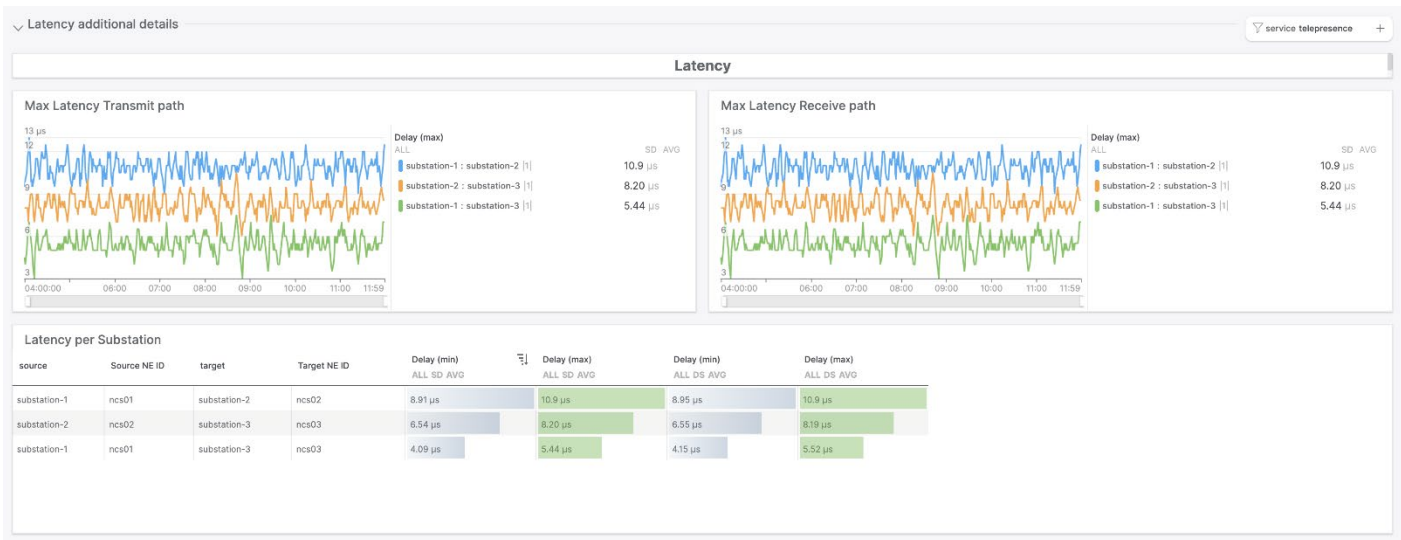 Latency additional details
service telepresence +
Latency
Max Latency Transmit path
13 µs
12
9
6
3
04:00:00 06:00 07:00 08:00 09:00 10:00 11:00 11:59
Delay (max)
ALL SD AVG
substation-1 : substation-2 |1| 10.9 µs
substation-2 : substation-3 |1| 8.20 µs
substation-1 : substation-3 |1| 5.44 µs
Max Latency Receive path
13 µs
12
9
6
3
04:00:00 06:00 07:00 08:00 09:00 10:00 11:00 11:59
Delay (max)
ALL SD AVG
substation-1 : substation-2 |1| 10.9 µs
substation-2 : substation-3 |1| 8.20 µs
substation-1 : substation-3 |1| 5.44 µs
Latency per Substation
source Source NE ID target Target NE ID Delay (min) Delay (max) Delay (min) Delay (max)
ALL SD AVG ALL SD AVG ALL DS AVG ALL DS AVG
substation-1 ncs01 substation-2 ncs02 8.91 µs 10.9 µs 8.95 µs 10.9 µs
substation-2 ncs02 substation-3 ncs03 6.54 µs 8.20 µs 6.55 µs 8.19 µs
substation-1 ncs01 substation-3 ncs03 4.09 µs 5.44 µs 4.15 µs 5.52 µs